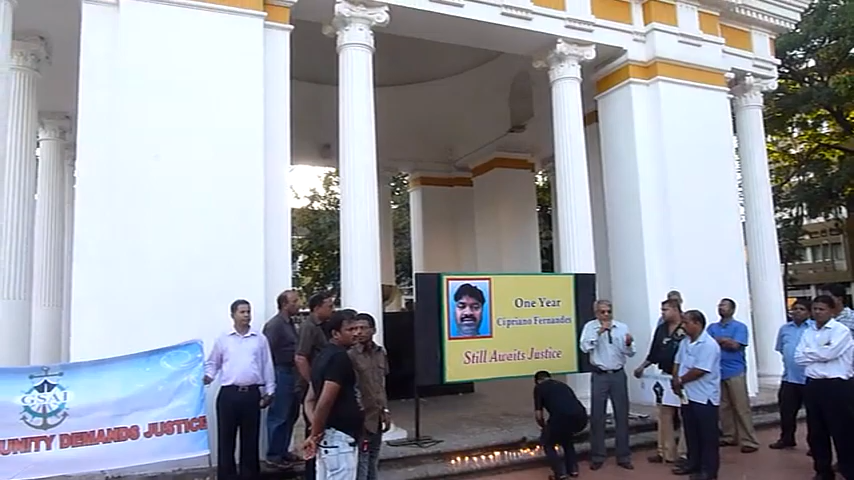 One Year
Cipriano Fernandes
Still Awaits Justice
GSAI
UNITY DEMANDS JUSTICE